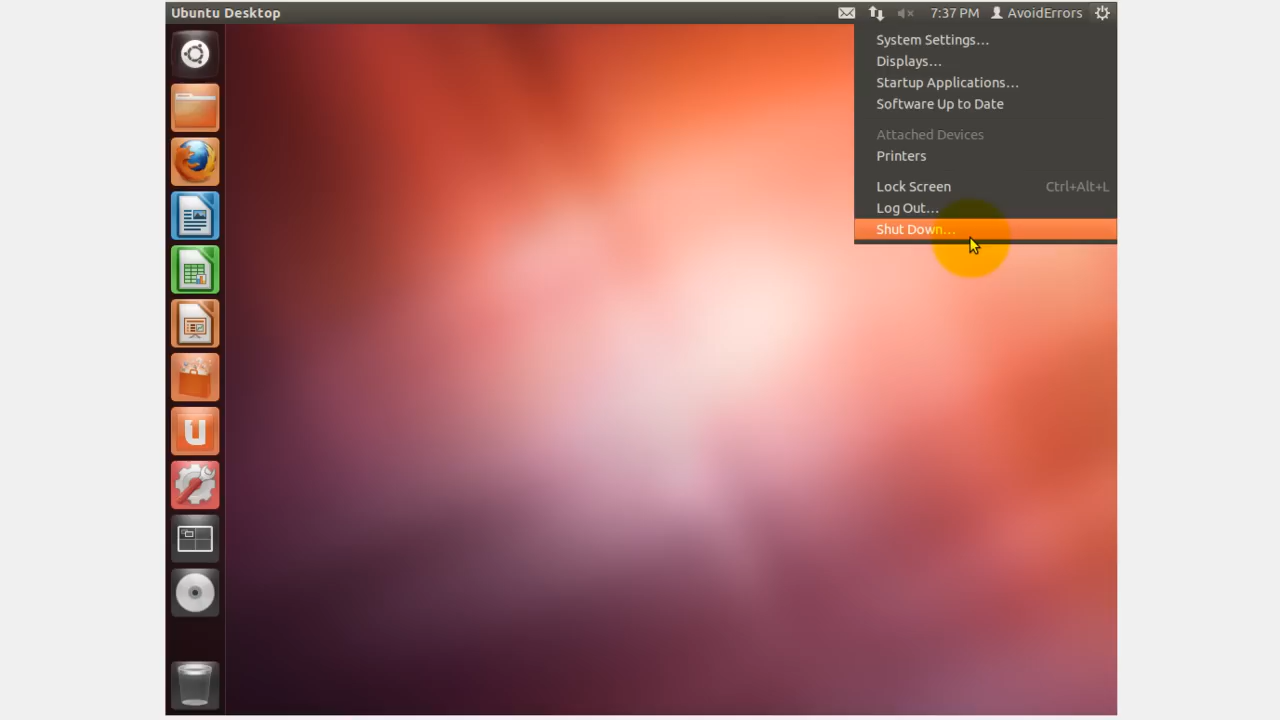 Ubuntu Desktop
7:37 PM
AvoidErrors
System Settings...
Displays...
Startup Applications...
Software Up to Date
Attached Devices
Printers
Lock Screen Ctrl+Alt+L
Log Out...
Shut Down...